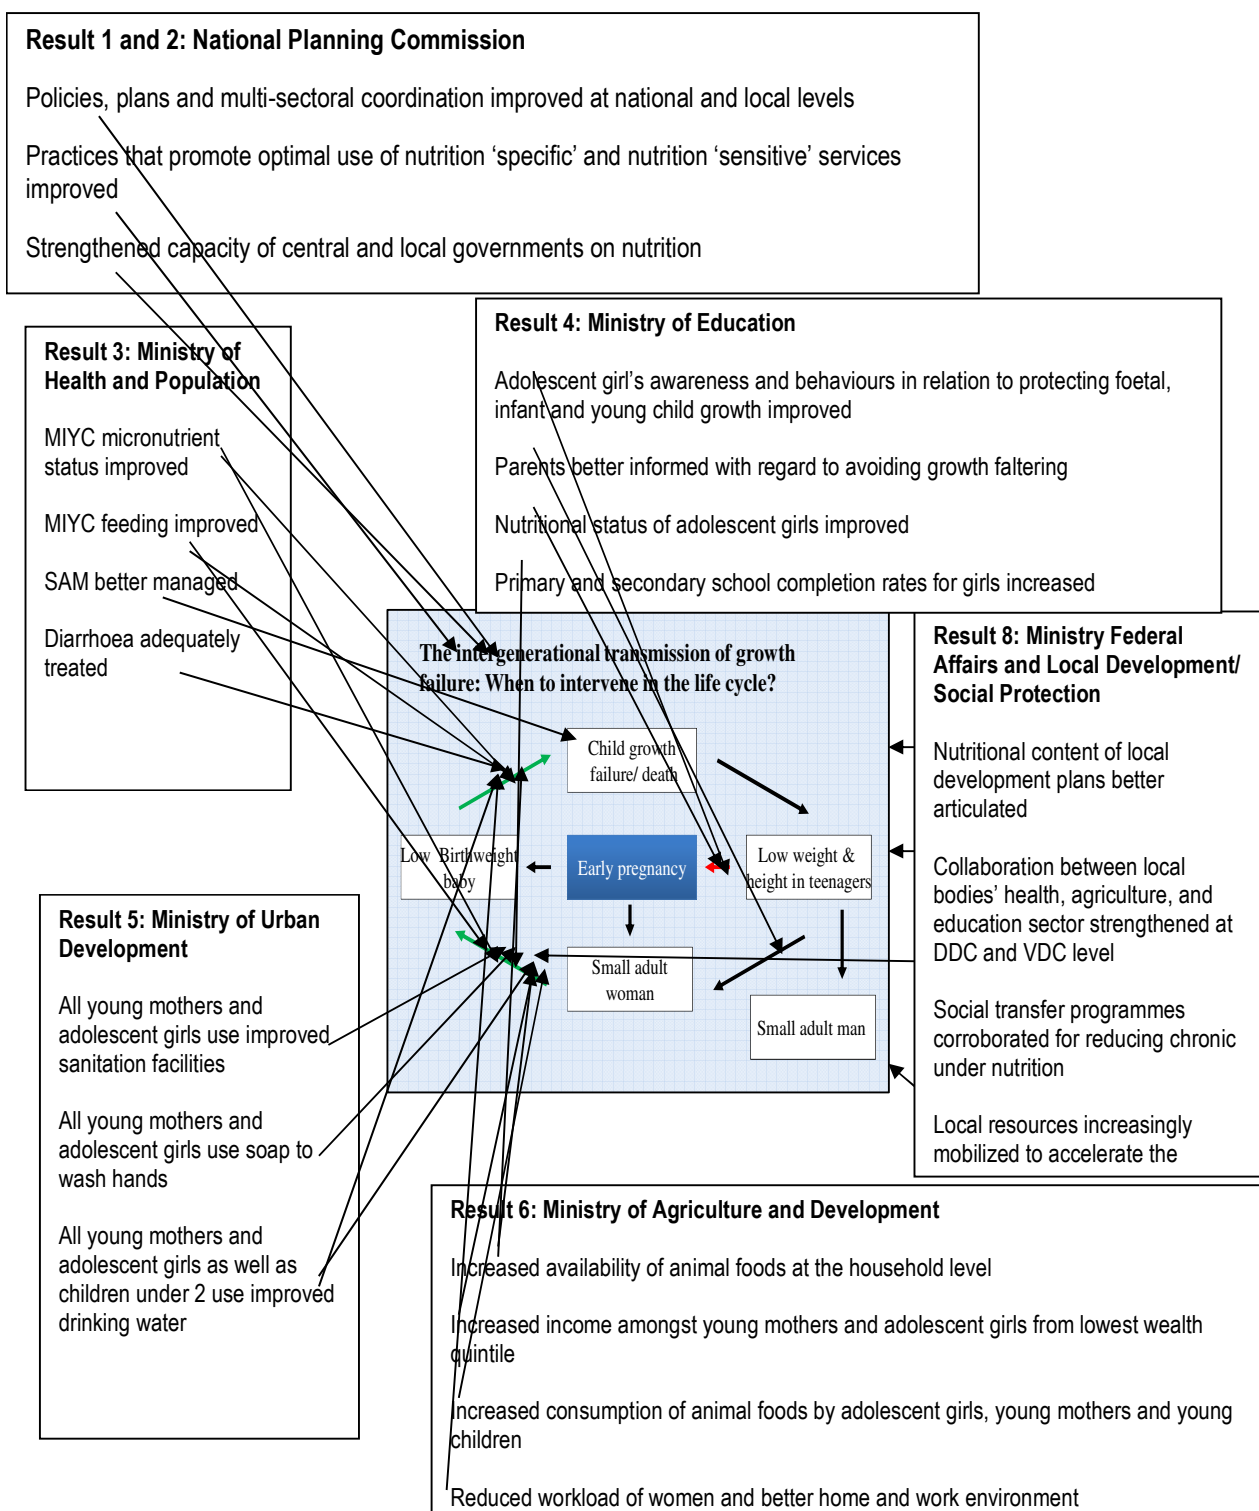 Result 1 and 2: National Planning Commission
Policies, plans and multi-sectoral coordination improved at national and local levels
Practices that promote optimal use of nutrition ‘specific’ and nutrition ‘sensitive’ services
improved
Strengthened capacity of central and local governments on nutrition
Result 3: Ministry of
Health and Population
MIYC micronutrient
status improved
MIYC feeding improved
SAM better managed
Diarrhoea adequately
treated
Result 4: Ministry of Education
Adolescent girl’s awareness and behaviours in relation to protecting foetal,
infant and young child growth improved
Parents better informed with regard to avoiding growth faltering
Nutritional status of adolescent girls improved
Primary and secondary school completion rates for girls increased
The intergenerational transmission of growth
failure: When to intervene in the life cycle?
Child growth
failure/ death
Low Birthweight
baby
Early pregnancy
Low weight &
height in teenagers
Small adult
woman
Small adult man
Result 8: Ministry Federal
Affairs and Local Development/
Social Protection
Nutritional content of local
development plans better
articulated
Collaboration between local
bodies’ health, agriculture, and
education sector strengthened at
DDC and VDC level
Social transfer programmes
corroborated for reducing chronic
under nutrition
Local resources increasingly
mobilized to accelerate the
Result 5: Ministry of Urban
Development
All young mothers and
adolescent girls use improved
sanitation facilities
All young mothers and
adolescent girls use soap to
wash hands
All young mothers and
adolescent girls as well as
children under 2 use improved
drinking water
Result 6: Ministry of Agriculture and Development
Increased availability of animal foods at the household level
Increased income amongst young mothers and adolescent girls from lowest wealth
quintile
Increased consumption of animal foods by adolescent girls, young mothers and young
children
Reduced workload of women and better home and work environment